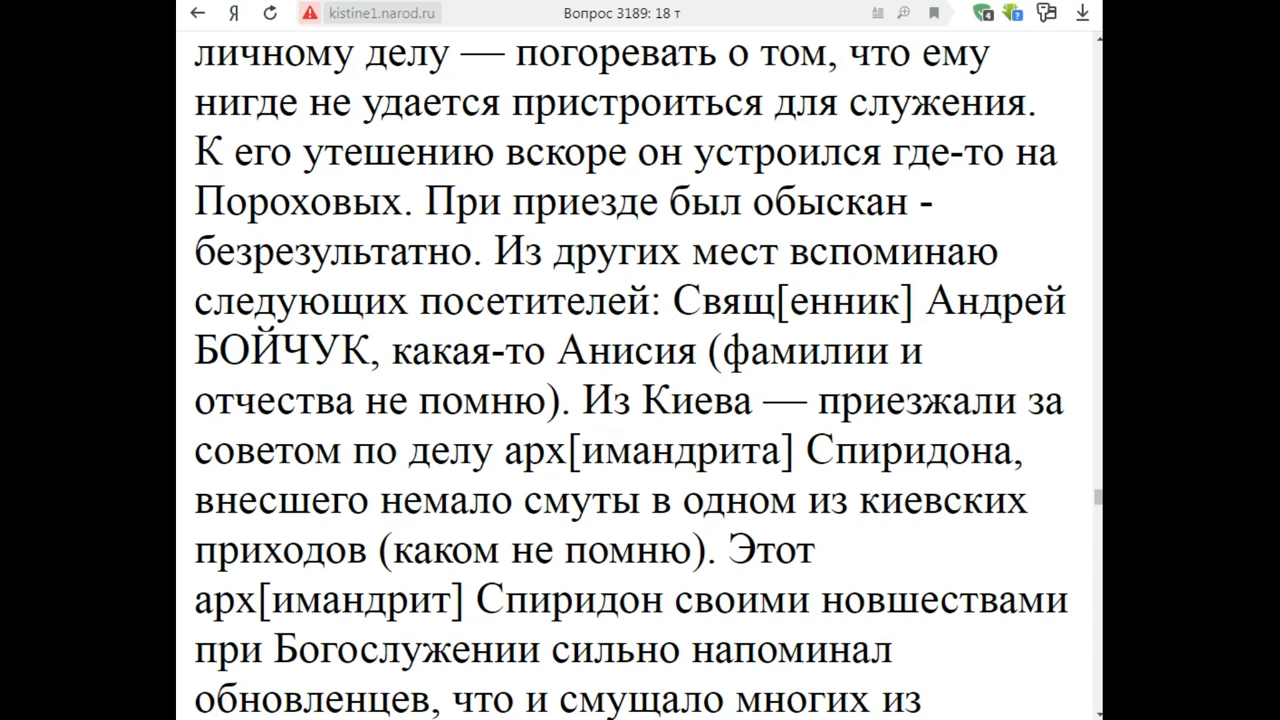 Я kistine1.narod.ru Вопрос 3189: 18 т
личному делу — погоревать о том, что ему
нигде не удается пристроиться для служения.
К его утешению вскоре он устроился где-то на
Пороховых. При приезде был обыскан -
безрезультатно. Из других мест вспоминаю
следующих посетителей: Свящ[енник] Андрей
БОЙЧУК, какая-то Анисия (фамилии и
отчества не помню). Из Киева — приезжали за
советом по делу арх[имандрита] Спиридона,
внесшего немало смуты в одном из киевских
приходов (каком не помню). Этот
арх[имандрит] Спиридон своими новшествами
при Богослужении сильно напоминал
обновленцев, что и смущало многих из